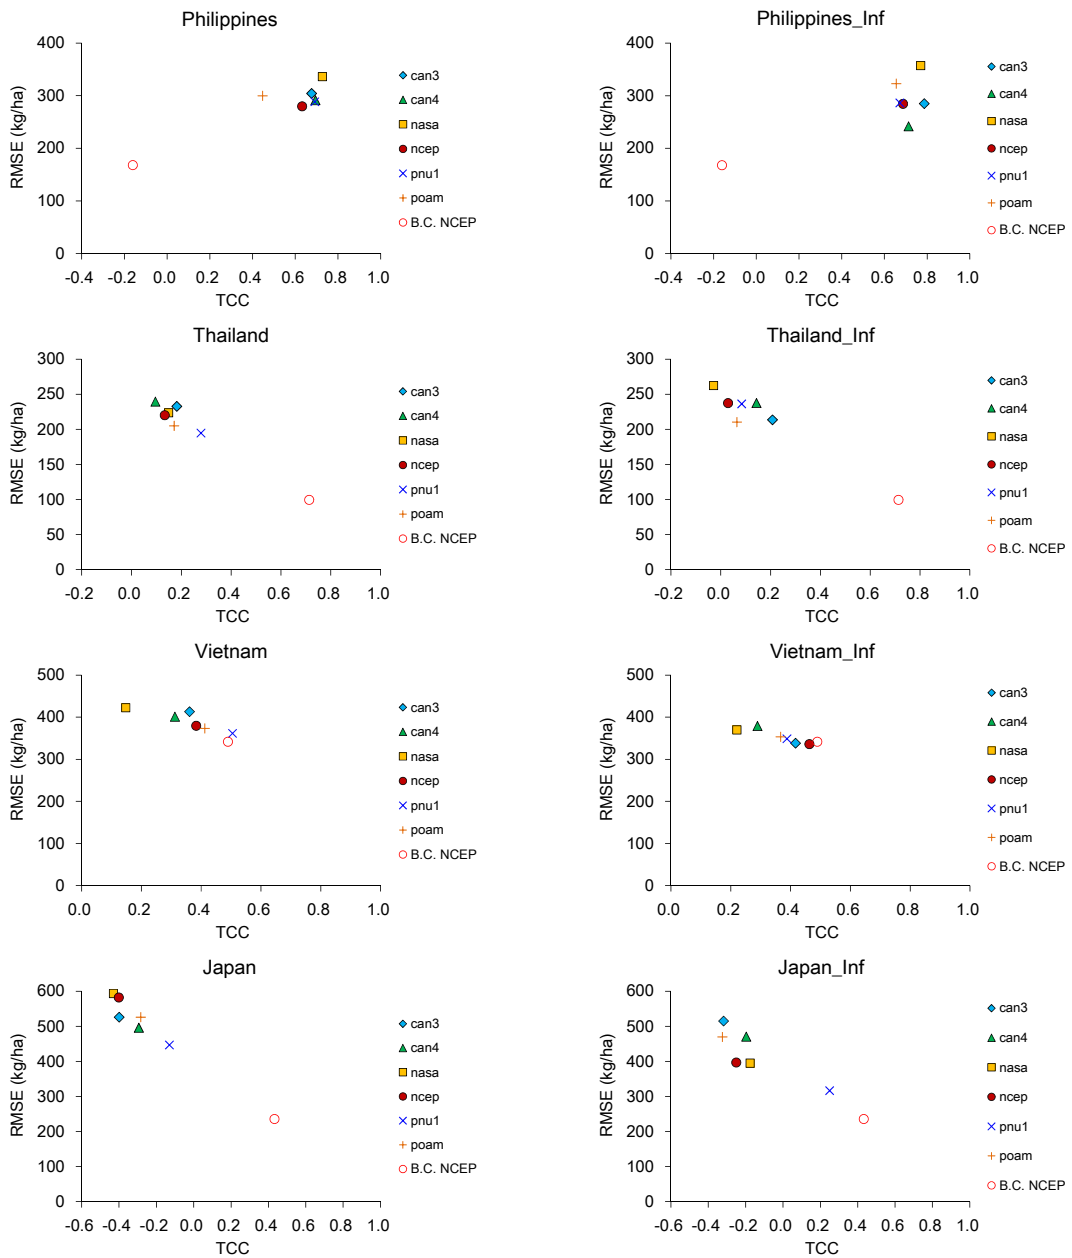 Philippines
400
300
200
100
0
RMSE (kg/ha)
-0.4 -0.2 0.0 0.2 0.4 0.6 0.8 1.0
TCC
can3
can4
nasa
ncep
pnu1
poam
B.C. NCEP
Philippines_Inf
400
300
200
100
0
RMSE (kg/ha)
-0.4 -0.2 0.0 0.2 0.4 0.6 0.8 1.0
TCC
can3
can4
nasa
ncep
pnu1
poam
B.C. NCEP
Thailand
300
250
200
150
100
50
0
RMSE (kg/ha)
-0.2 0.0 0.2 0.4 0.6 0.8 1.0
TCC
can3
can4
nasa
ncep
pnu1
poam
B.C. NCEP
Thailand_Inf
300
250
200
150
100
50
0
RMSE (kg/ha)
-0.2 0.0 0.2 0.4 0.6 0.8 1.0
TCC
can3
can4
nasa
ncep
pnu1
poam
B.C. NCEP
Vietnam
500
400
300
200
100
0
RMSE (kg/ha)
0.0 0.2 0.4 0.6 0.8 1.0
TCC
can3
can4
nasa
ncep
pnu1
poam
B.C. NCEP
Vietnam_Inf
500
400
300
200
100
0
RMSE (kg/ha)
0.0 0.2 0.4 0.6 0.8 1.0
TCC
can3
can4
nasa
ncep
pnu1
poam
B.C. NCEP
Japan
600
500
400
300
200
100
0
RMSE (kg/ha)
-0.6 -0.4 -0.2 0.0 0.2 0.4 0.6 0.8 1.0
TCC
can3
can4
nasa
ncep
pnu1
poam
B.C. NCEP
Japan_Inf
600
500
400
300
200
100
0
RMSE (kg/ha)
-0.6 -0.4 -0.2 0.0 0.2 0.4 0.6 0.8 1.0
TCC
can3
can4
nasa
ncep
pnu1
poam
B.C. NCEP